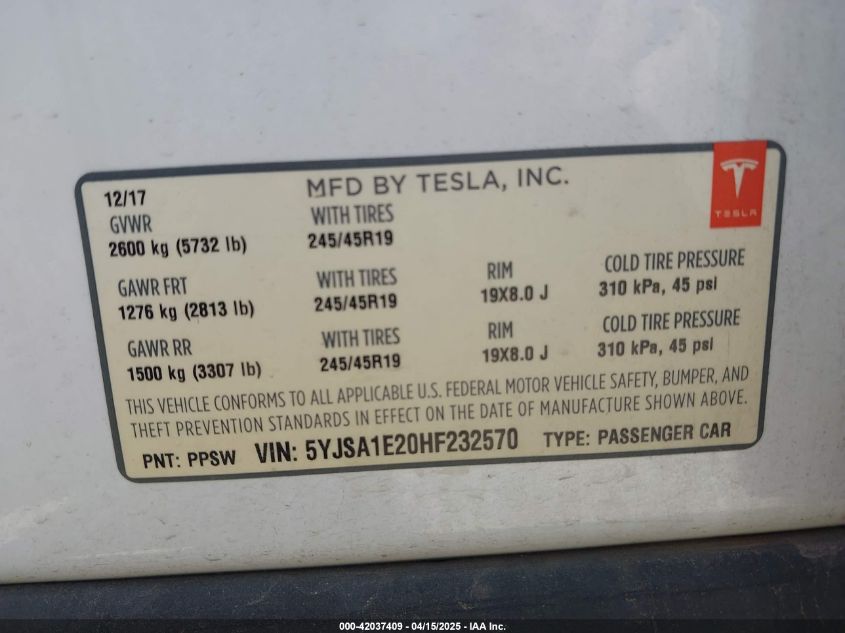 12/17 MFD BY TESLA, INC.
TESLA
GVWR WITH TIRES
2600 kg (5732 lb) 245/45R19
GAWR FRT WITH TIRES RIM COLD TIRE PRESSURE
1276 kg (2813 lb) 245/45R19 19X8.0 J 310 kPa, 45 psi
GAWR RR WITH TIRES RIM COLD TIRE PRESSURE
1500 kg (3307 lb) 245/45R19 19X8.0 J 310 kPa, 45 psi
THIS VEHICLE CONFORMS TO ALL APPLICABLE U.S. FEDERAL MOTOR VEHICLE SAFETY, BUMPER, AND
THEFT PREVENTION STANDARDS IN EFFECT ON THE DATE OF MANUFACTURE SHOWN ABOVE.
PNT: PPSW VIN: 5YJSA1E20HF232570 TYPE: PASSENGER CAR
000-42037409 - 04/15/2025 - IAA Inc.